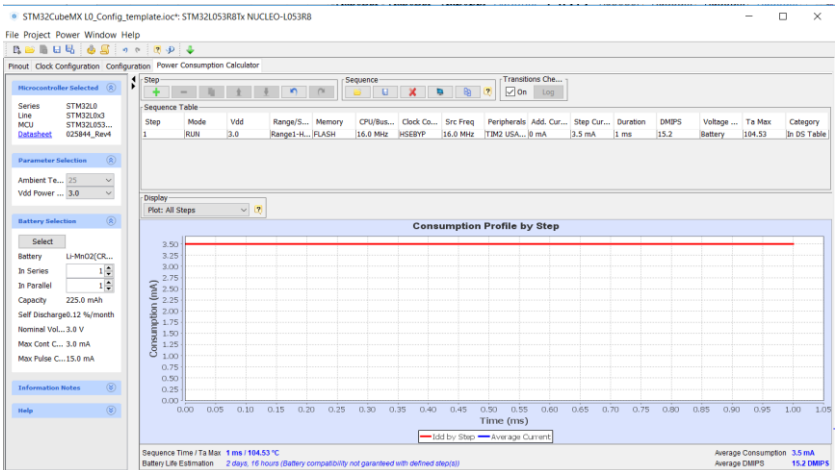 STM32CubeMX L0_Config_template.ioc*: STM32L053R8Tx NUCLEO-L053R8
File Project Power Window Help
Pinout Clock Configuration Configuration Power Consumption Calculator
Microcontroller Selected
Series STM32L0
Line STM32L0x3
MCU STM32L053...
Datasheet 025844_Rev4
Parameter Selection
Ambient Te... 25
Vdd Power ... 3.0
Battery Selection
Select
Battery Li-MnO2(CR...
In Series 1
In Parallel 1
Capacity 225.0 mAh
Self Discharge0.12 %/month
Nominal Vol... 3.0 V
Max Cont C... 3.0 mA
Max Pulse C...15.0 mA
Information Notes
Help
Step Sequence Transitions Che...
On Log
Sequence Table
Step Mode Vdd Range/S... Memory CPU/Bus... Clock Co... Src Freq Peripherals Add. Cur... Step Cur... Duration DMIPS Voltage ... Ta Max Category
1 RUN 3.0 Range1-H... FLASH 16.0 MHz HSEBYP 16.0 MHz TIM2 USA... 0 mA 3.5 mA 1 ms 15.2 Battery 104.53 In DS Table
Display
Plot: All Steps
Consumption Profile by Step
Consumption (mA)
3.50
3.25
3.00
2.75
2.50
2.25
2.00
1.75
1.50
1.25
1.00
0.75
0.50
0.25
0.00
0.00 0.05 0.10 0.15 0.20 0.25 0.30 0.35 0.40 0.45 0.50 0.55 0.60 0.65 0.70 0.75 0.80 0.85 0.90 0.95 1.00 1.05
Time (ms)
Idd by Step Average Current
Sequence Time / Ta Max 1 ms / 104.53 °C Average Consumption 3.5 mA
Battery Life Estimation 2 days, 16 hours (Battery compatibility not garanteed with defined step(s)) Average DMIPS 15.2 DMIPS